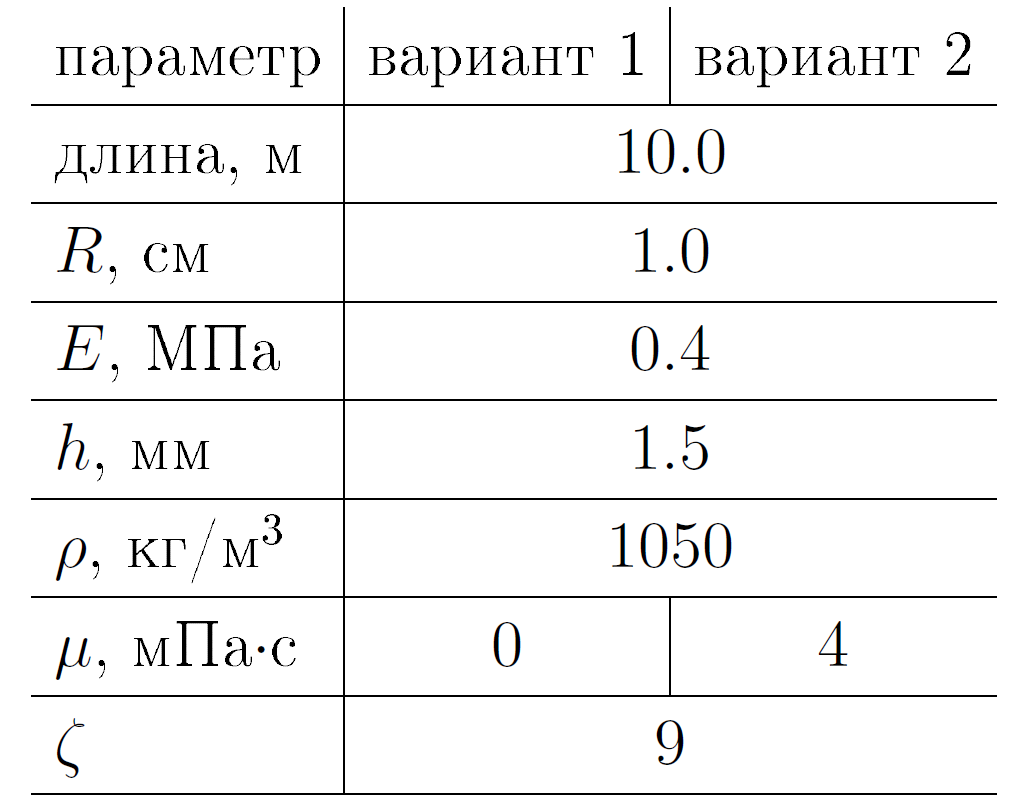 параметр вариант 1 вариант 2
длина, м 10.0
R, см 1.0
E, МПа 0.4
h, мм 1.5
ρ, кг/м³ 1050
μ, мПа·с 0 4
ζ 9